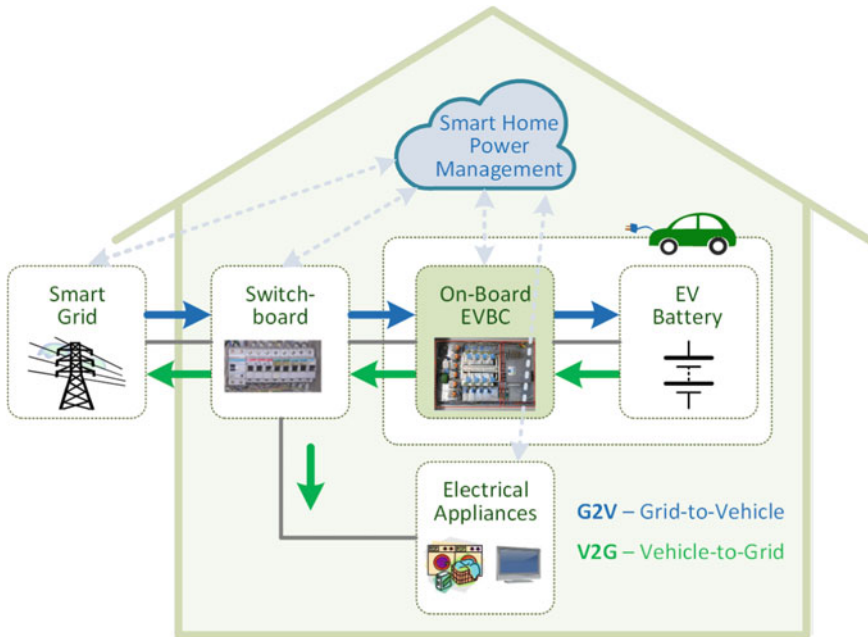 Smart Home
Power
Management
Smart
Grid
Switch-
board
On-Board
EVBC
EV
Battery
Electrical
Appliances
G2V – Grid-to-Vehicle
V2G – Vehicle-to-Grid